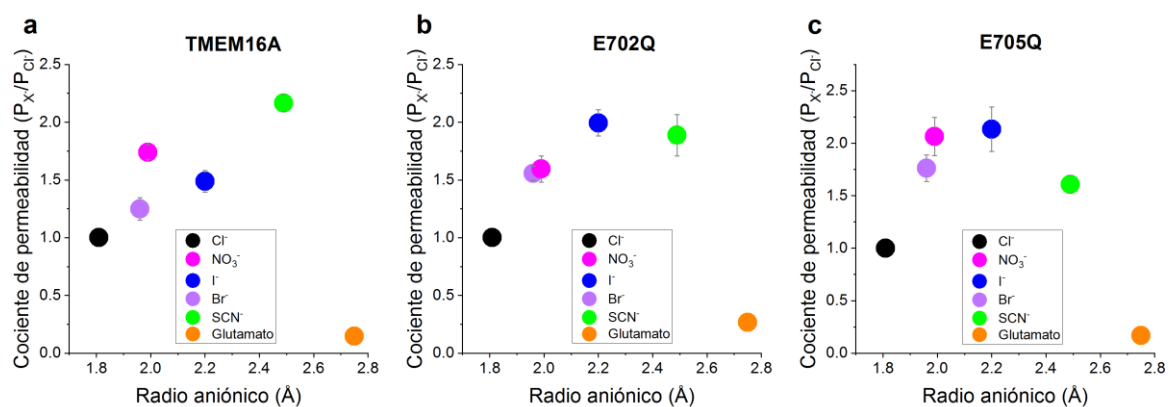 a
TMEM16A
Cociente de permeabilidad (Pₓ-/P_Cl-)
2.5
2.0
1.5
1.0
0.5
0.0
1.8 2.0 2.2 2.4 2.6 2.8
Radio aniónico (Å)
Cl⁻
NO₃⁻
I⁻
Br⁻
SCN⁻
Glutamato
b
E702Q
Cociente de permeabilidad (Pₓ-/P_Cl-)
2.5
2.0
1.5
1.0
0.5
0.0
1.8 2.0 2.2 2.4 2.6 2.8
Radio aniónico (Å)
Cl⁻
NO₃⁻
I⁻
Br⁻
SCN⁻
Glutamato
c
E705Q
Cociente de permeabilidad (Pₓ-/P_Cl-)
2.5
2.0
1.5
1.0
0.5
0.0
1.8 2.0 2.2 2.4 2.6 2.8
Radio aniónico (Å)
Cl⁻
NO₃⁻
I⁻
Br⁻
SCN⁻
Glutamato